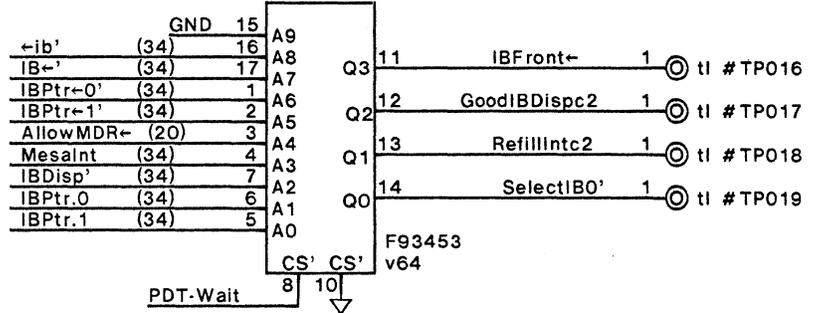 GND 15 A9
←ib' (34) 16 A8
IB←' (34) 17 A7
IBPtr←0' (34) 1 A6
IBPtr←1' (34) 2 A5
AllowMDR← (20) 3 A4
MesaInt (34) 4 A3
IBDisp' (34) 7 A2
IBPtr.0 (34) 6 A1
IBPtr.1 (34) 5 A0
Q3 11 IBFront← 1 tl #TP016
Q2 12 GoodIBDispc2 1 tl #TP017
Q1 13 RefillIntc2 1 tl #TP018
Q0 14 SelectIB0' 1 tl #TP019
F93453
v64
CS' CS'
8 10
PDT-Wait